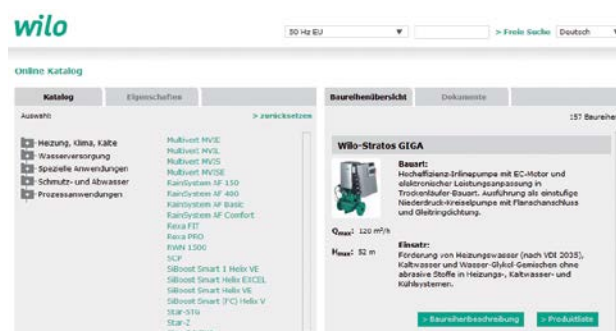 wilo
50 Hz EU
> Freie Suche
Deutsch
Online Katalog
Katalog
Eigenschaften
Auswahl:
> zurücksetzen
Heizung, Klima, Kälte
Wasserversorgung
Spezielle Anwendungen
Schmutz- und Abwasser
Prozessanwendungen
Multivert MVIE
Multivert MVIL
Multivert MVIS
Multivert MVISE
RainSystem AF 150
RainSystem AF 400
RainSystem AF Basic
RainSystem AF Comfort
Rexa FIT
Rexa PRO
RWN 1500
SCP
SiBoost Smart 1 Helix VE
SiBoost Smart Helix EXCEL
SiBoost Smart Helix VE
SiBoost Smart (FC) Helix V
Star-STG
Star-Z
Baureihenübersicht
Dokumente
157 Baureihe
Wilo-Stratos GIGA
Bauart:
Hocheffizienz-Inlinepumpe mit EC-Motor und
elektronischer Leistungsanpassung in
Trockenläufer-Bauart. Ausführung als einstufige
Niederdruck-Kreiselpumpe mit Flanschanschluss
und Gleitringdichtung.
Qmax: 120 m³/h
Hmax: 52 m
Einsatz:
Förderung von Heizungswasser (nach VDI 2035),
Kaltwasser und Wasser-Glykol-Gemischen ohne
abrasive Stoffe in Heizungs-, Kaltwasser- und
Kühlsystemen.
> Baureihenbeschreibung
> Produktliste